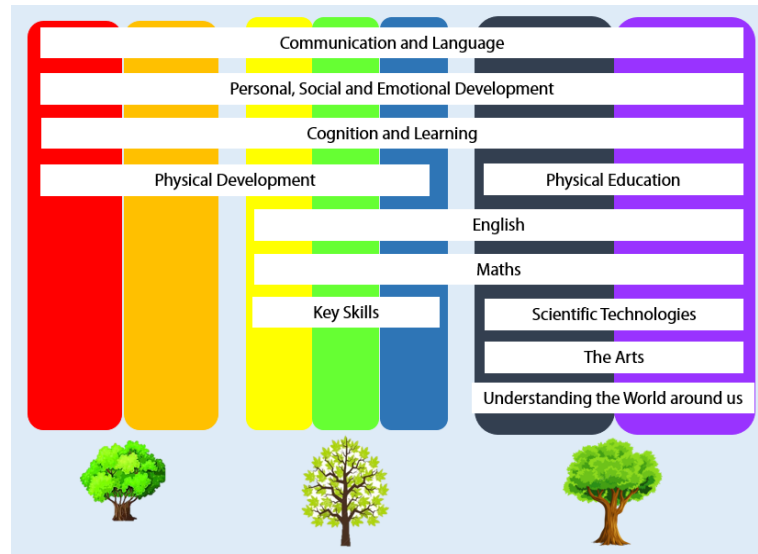 Communication and Language
Personal, Social and Emotional Development
Cognition and Learning
Physical Development
Physical Education
English
Maths
Key Skills
Scientific Technologies
The Arts
Understanding the World around us